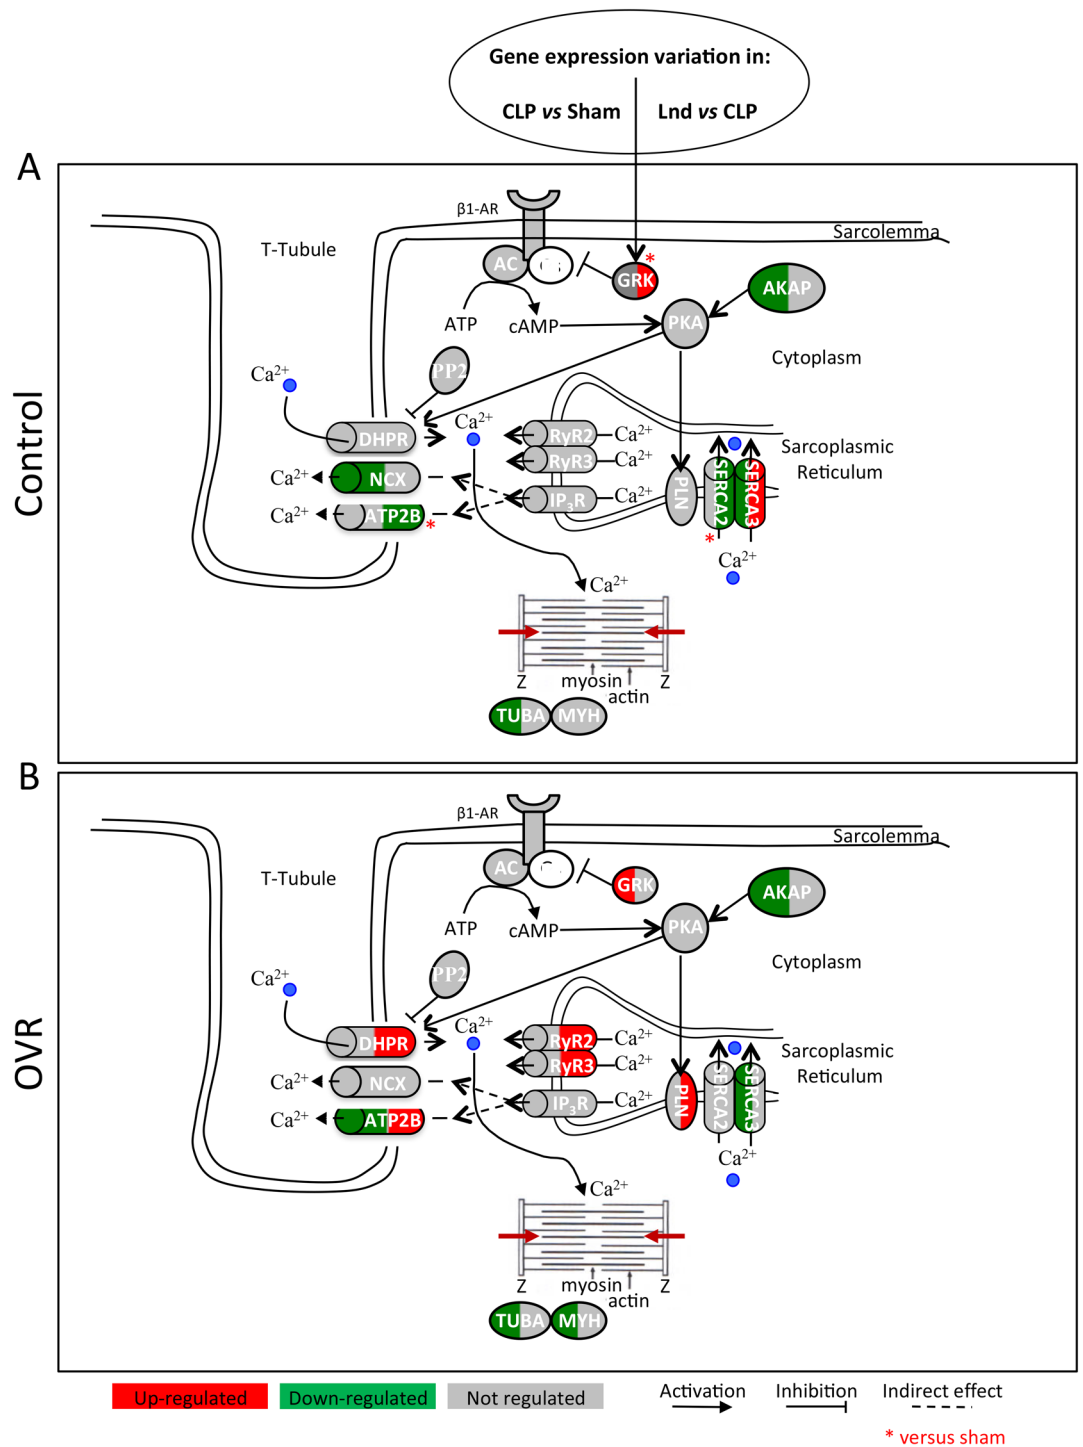 Gene expression variation in:
CLP vs Sham Lnd vs CLP
A
Control
β1-AR
Sarcolemma
T-Tubule
AC
GRK
*
AKAP
ATP
cAMP
PKA
Cytoplasm
PP2
Ca²⁺
Ca²⁺
DHPR
RyR2
Ca²⁺
Sarcoplasmic
Reticulum
RyR3
Ca²⁺
Ca²⁺
NCX
IP₃R
Ca²⁺
PLN
SERCA2
SERCA3
Ca²⁺
ATP2B
*
*
Ca²⁺
Ca²⁺
Z
myosin
actin
Z
TUBA
MYH
B
OVR
β1-AR
Sarcolemma
T-Tubule
AC
GRK
AKAP
ATP
cAMP
PKA
Cytoplasm
PP2
Ca²⁺
Ca²⁺
DHPR
RyR2
Ca²⁺
Sarcoplasmic
Reticulum
RyR3
Ca²⁺
Ca²⁺
NCX
IP₃R
Ca²⁺
PLN
SERCA2
SERCA3
Ca²⁺
ATP2B
Ca²⁺
Ca²⁺
Z
myosin
actin
Z
TUBA
MYH
Up-regulated
Down-regulated
Not regulated
Activation
Inhibition
Indirect effect
* versus sham